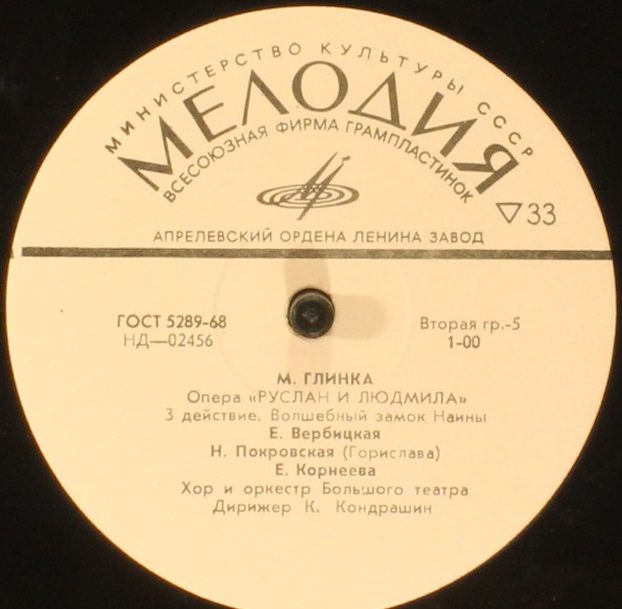 МИНИСТЕРСТВО КУЛЬТУРЫ СССР
МЕЛОДИЯ
ВСЕСОЮЗНАЯ ФИРМА ГРАМПЛАСТИНОК
▽33
АПРЕЛЕВСКИЙ ОРДЕНА ЛЕНИНА ЗАВОД
ГОСТ 5289-68
НД—02456
Вторая гр.-5
1-00
М. ГЛИНКА
Опера «РУСЛАН И ЛЮДМИЛА»
3 действие. Волшебный замок Наины
Е. Вербицкая
Н. Покровская (Горислава)
Е. Корнеева
Хор и оркестр Большого театра
Дирижер К. Кондрашин